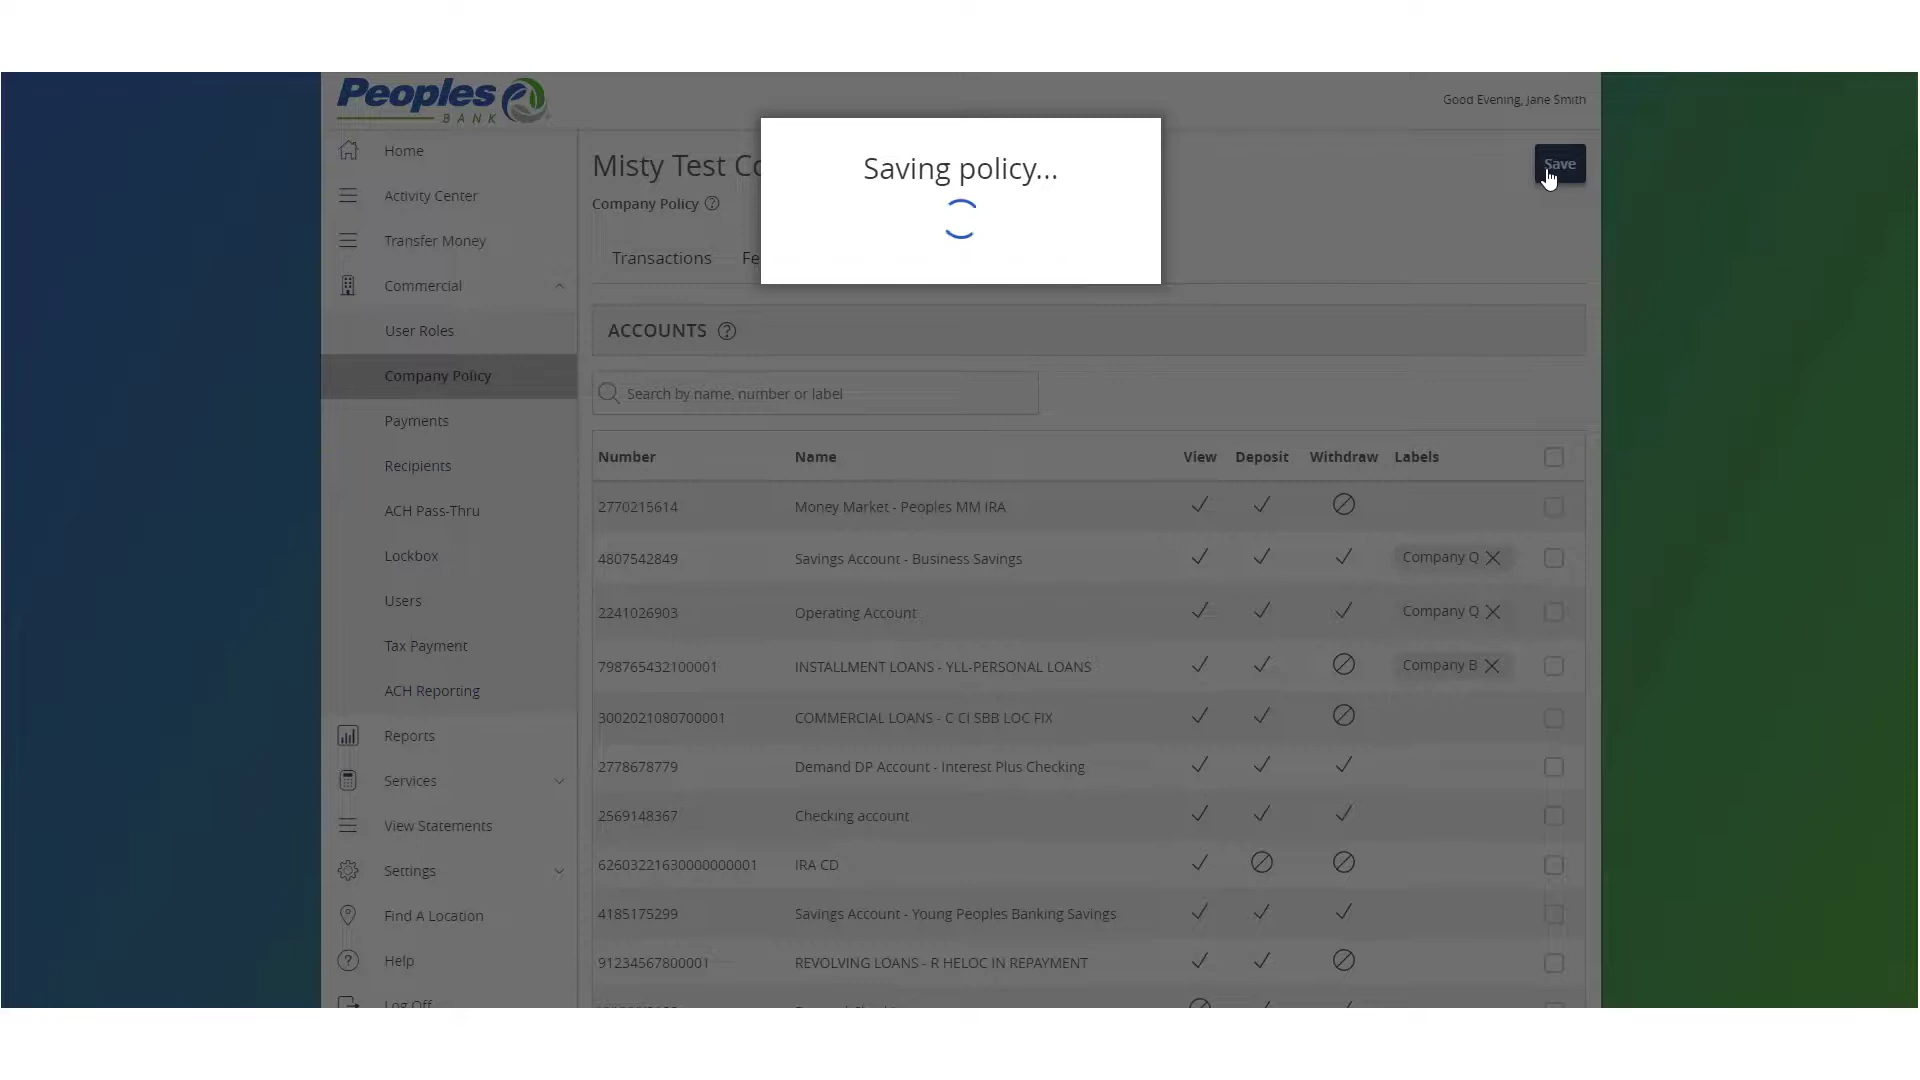 Peoples
BANK
Good Evening, Jane Smith
Home
Activity Center
Transfer Money
Commercial
User Roles
Company Policy
Payments
Recipients
ACH Pass-Thru
Lockbox
Users
Tax Payment
ACH Reporting
Reports
Services
View Statements
Settings
Find A Location
Help
Log Off
Misty Test Co
Save
Company Policy
Saving policy...
Transactions Fe
ACCOUNTS
Search by name, number or label
Number Name View Deposit Withdraw Labels
2770215614 Money Market - Peoples MM IRA
4807542849 Savings Account - Business Savings Company Q
2241026903 Operating Account Company Q
798765432100001 INSTALLMENT LOANS - YLL-PERSONAL LOANS Company B
3002021080700001 COMMERCIAL LOANS - C CI SBB LOC FIX
2778678779 Demand DP Account - Interest Plus Checking
2569148367 Checking account
62603221630000000001 IRA CD
4185175299 Savings Account - Young Peoples Banking Savings
91234567800001 REVOLVING LOANS - R HELOC IN REPAYMENT